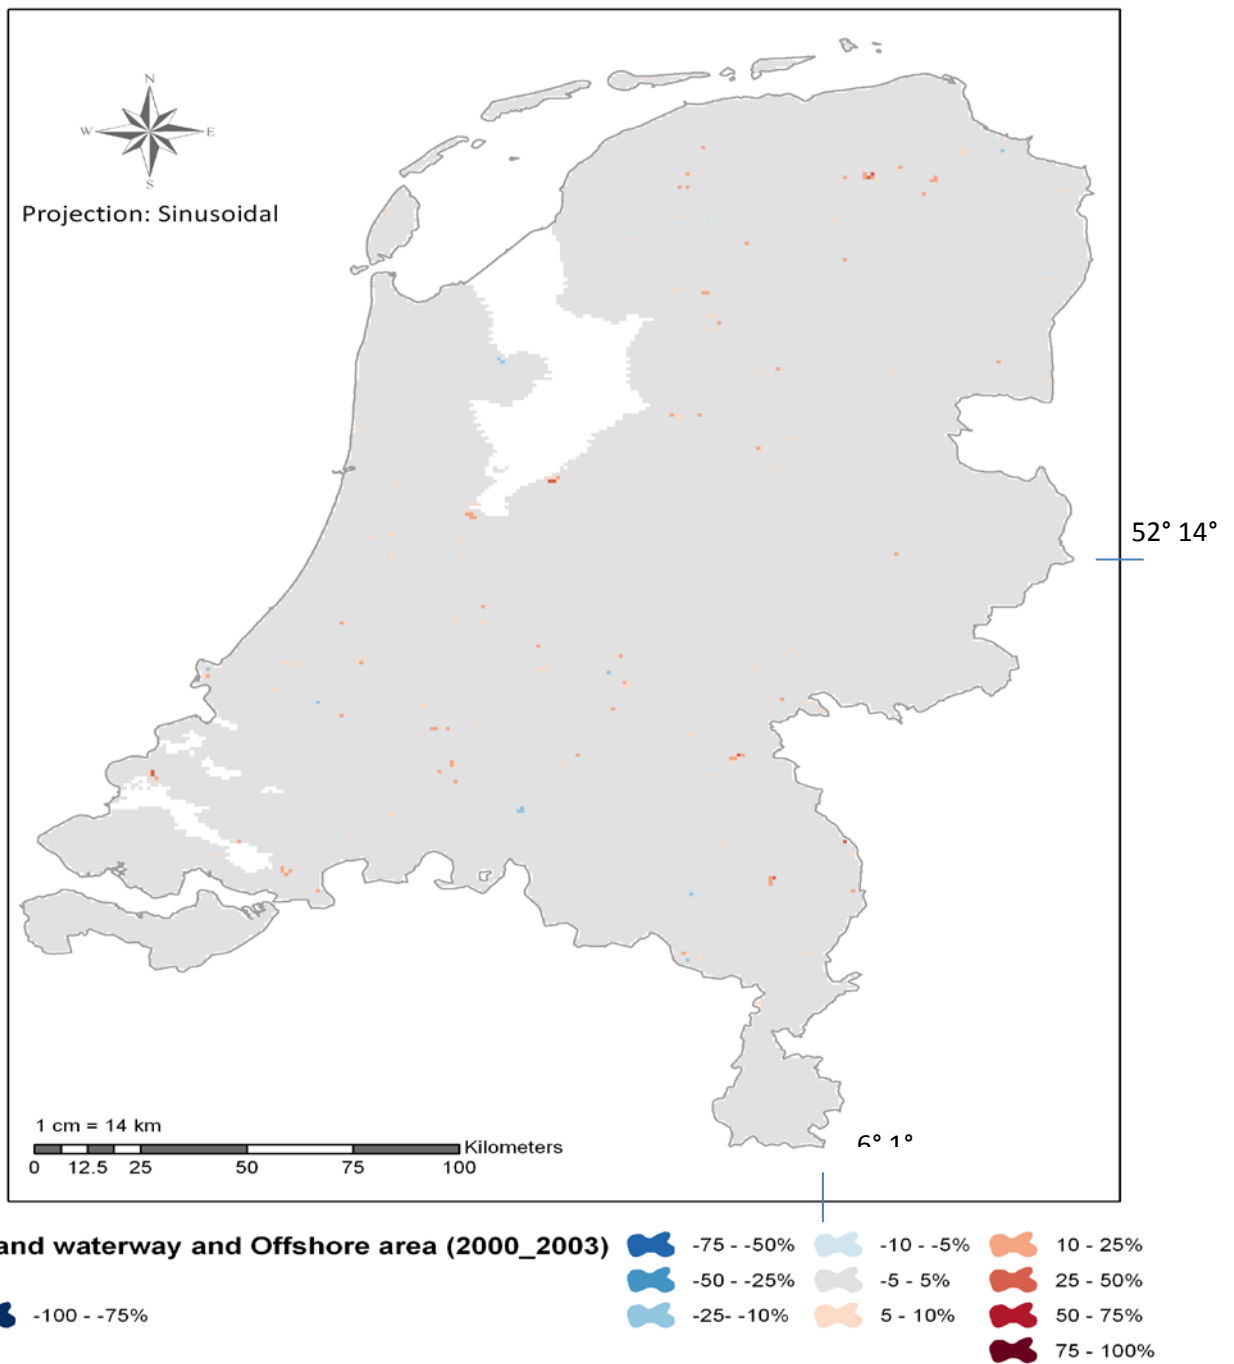 N
W E
S
Projection: Sinusoidal
52° 14°
6° 1°
1 cm = 14 km
Kilometers
0 12.5 25 50 75 100
and waterway and Offshore area (2000_2003)
-100 - -75%
-75 - -50%
-50 - -25%
-25- -10%
-10 - -5%
-5 - 5%
5 - 10%
10 - 25%
25 - 50%
50 - 75%
75 - 100%